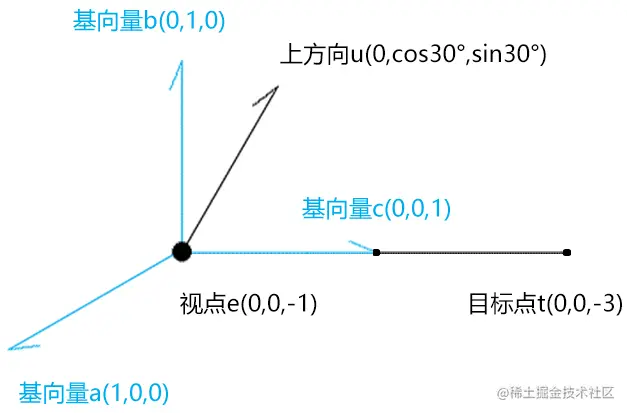 基向量b(0,1,0)
上方向u(0,cos30°,sin30°)
基向量c(0,0,1)
视点e(0,0,-1)
目标点t(0,0,-3)
基向量a(1,0,0)
@稀土掘金技术社区